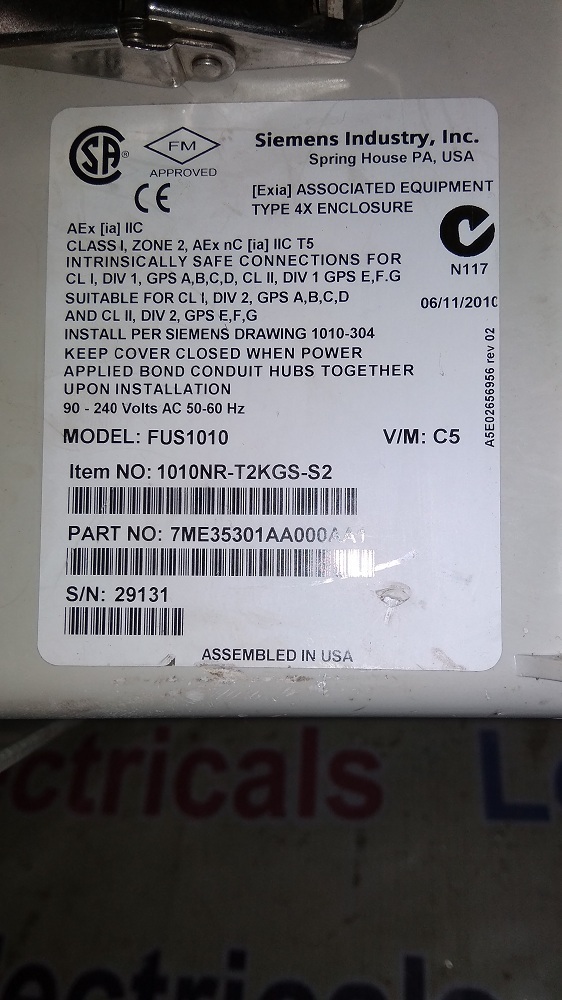 SA®
FM
APPROVED
CE
Siemens Industry, Inc.
Spring House PA, USA
[Exia] ASSOCIATED EQUIPMENT
TYPE 4X ENCLOSURE
N117
06/11/2010
AEx [ia] IIC
CLASS I, ZONE 2, AEx nC [ia] IIC T5
INTRINSICALLY SAFE CONNECTIONS FOR
CL I, DIV 1, GPS A,B,C,D, CL II, DIV 1 GPS E,F.G
SUITABLE FOR CL I, DIV 2, GPS A,B,C,D
AND CL II, DIV 2, GPS E,F,G
INSTALL PER SIEMENS DRAWING 1010-304
KEEP COVER CLOSED WHEN POWER
APPLIED BOND CONDUIT HUBS TOGETHER
UPON INSTALLATION
90 - 240 Volts AC 50-60 Hz
A5E02656956 rev 02
MODEL: FUS1010 V/M: C5
Item NO: 1010NR-T2KGS-S2
PART NO: 7ME35301AA000AA1
S/N: 29131
ASSEMBLED IN USA
ctricals